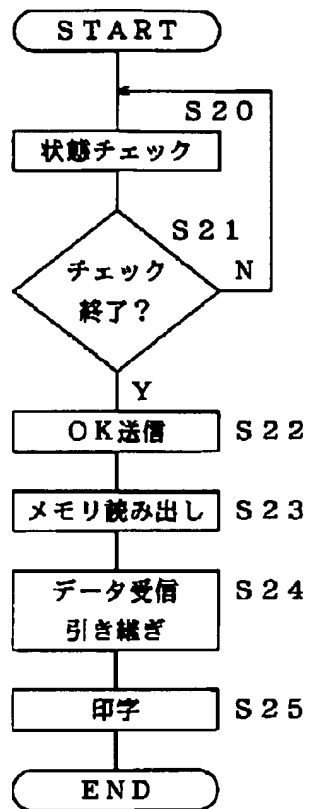 START
S20
状態チェック
S21
チェック
終了?
N
Y
OK送信 S22
メモリ読み出し S23
データ受信 S24
引き継ぎ
印字 S25
END